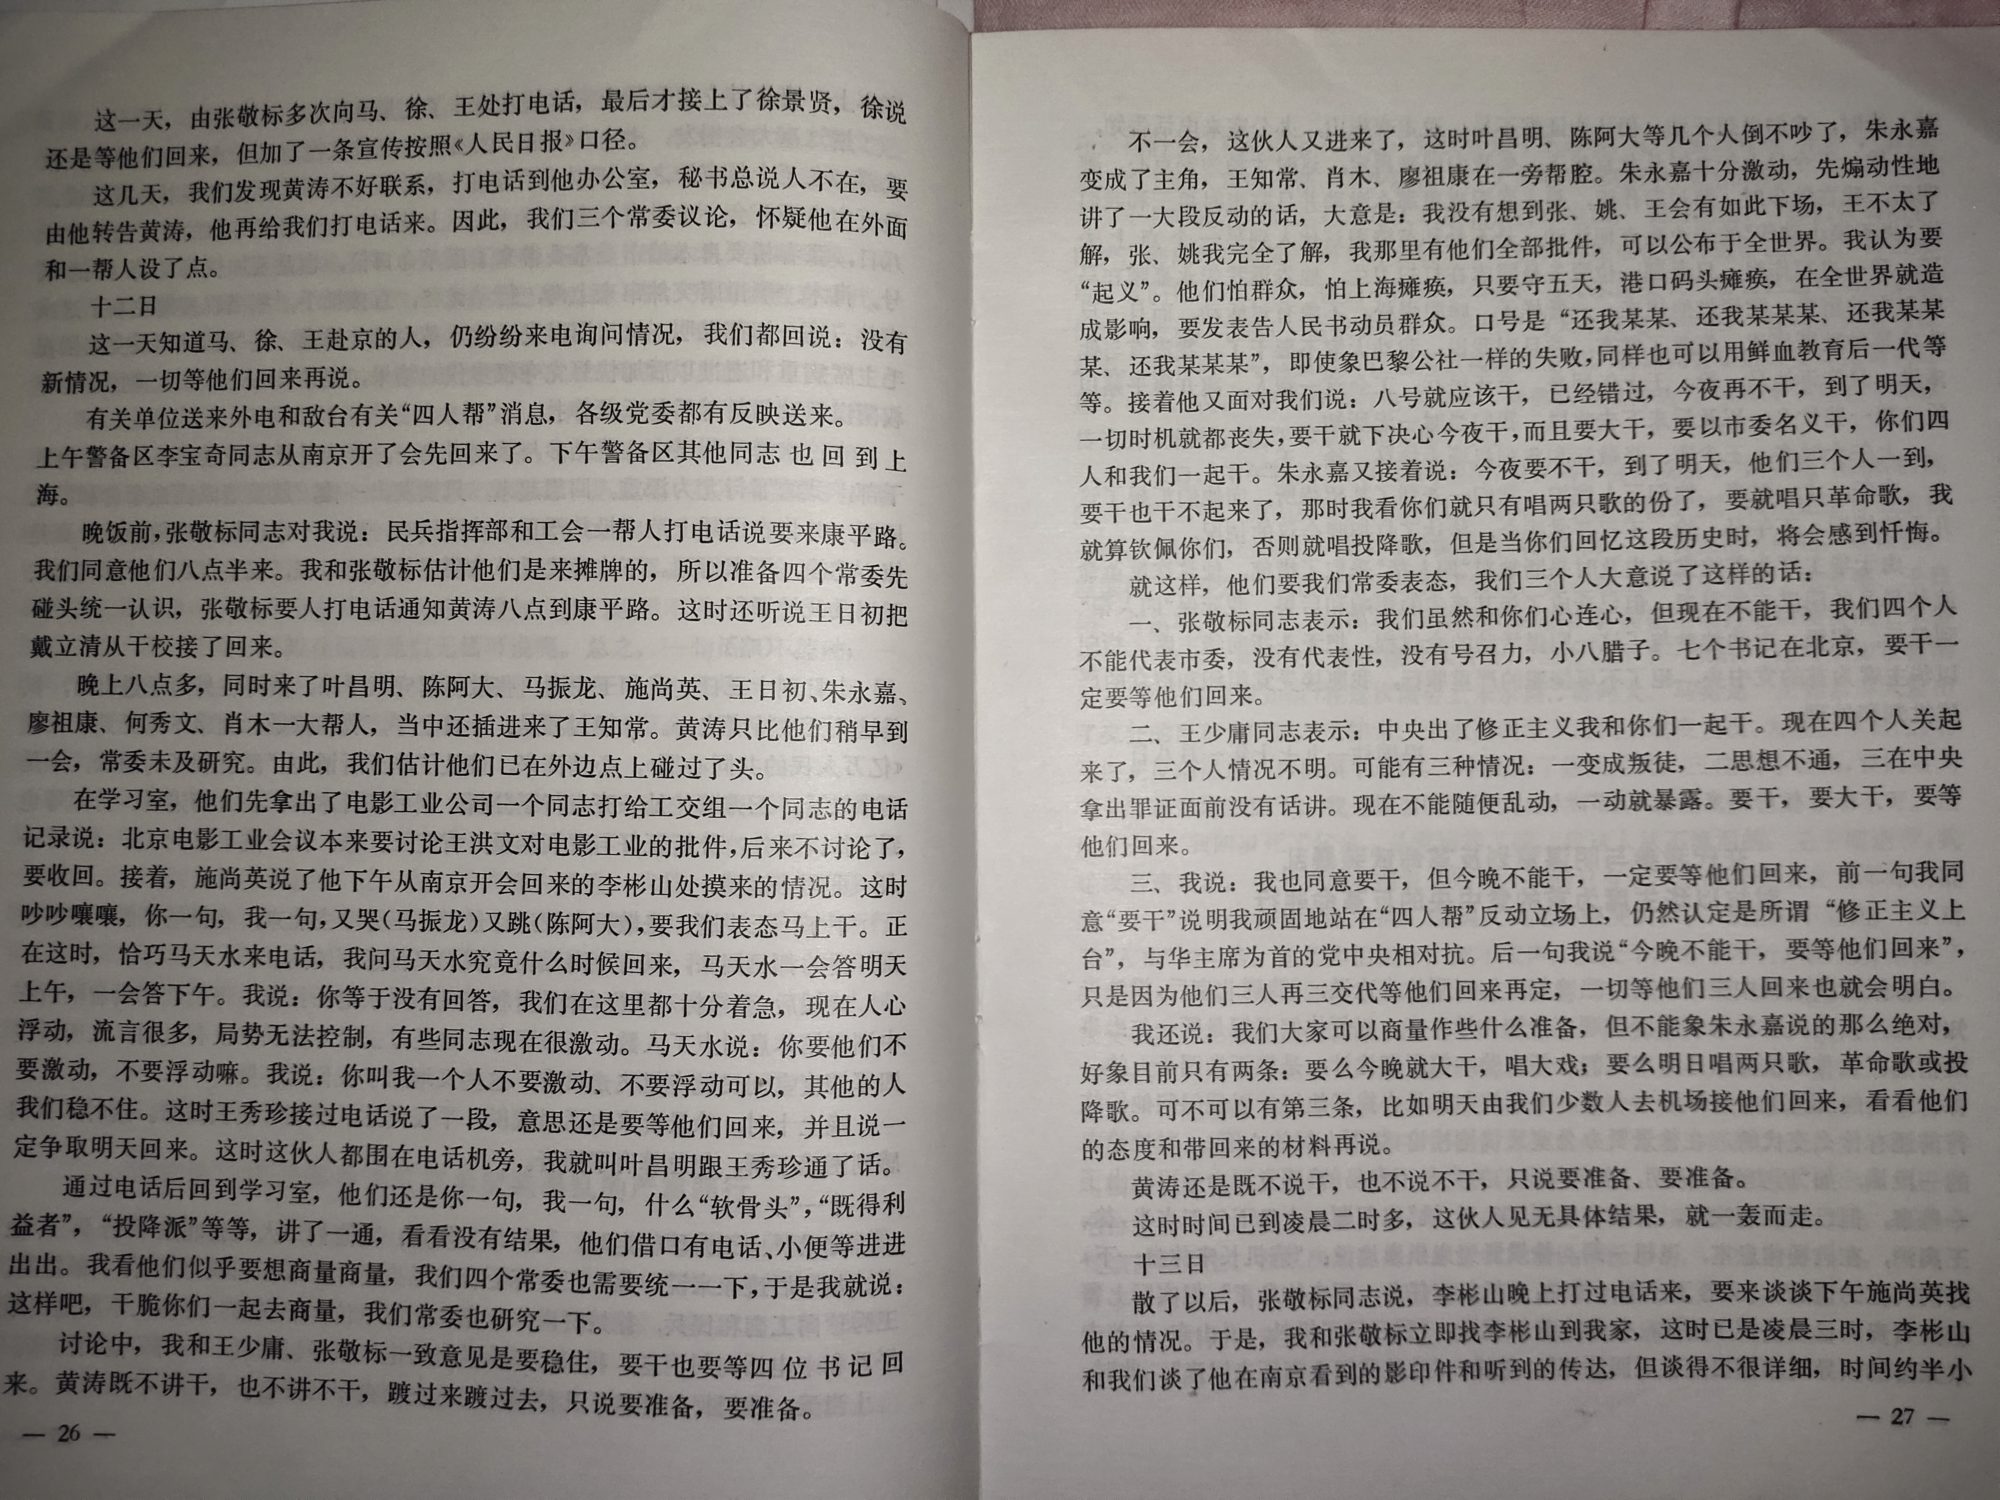 这一天，由张敬标多次向马、徐、王处打电话，最后才接上了徐景贤，徐说
还是等他们回来，但加了一条宣传按照《人民日报》口径。
这几天，我们发现黄涛不好联系，打电话到他办公室，秘书总说人不在，要
由他转告黄涛，他再给我们打电话来。因此，我们三个常委议论，怀疑他在外面
和一帮人设了点。
十二日
这一天知道马、徐、王赴京的人，仍纷纷来电询问情况，我们都回说：没有
新情况，一切等他们回来再说。
有关单位送来外电和敌台有关“四人帮”消息，各级党委都有反映送来。
上午警备区李宝奇同志从南京开了会先回来了。下午警备区其他同志也回到上
海。
晚饭前，张敬标同志对我说：民兵指挥部和工会一帮人打电话说要来康平路。
我们同意他们八点半来。我和张敬标估计他们是来摊牌的，所以准备四个常委先
碰头统一认识，张敬标要人打电话通知黄涛八点到康平路。这时还听说王日初把
戴立清从干校接了回来。
晚上八点多，同时来了叶昌明、陈阿大、马振龙、施尚英、王日初、朱永嘉、
廖祖康、何秀文、肖木一大帮人，当中还插进来了王知常。黄涛只比他们稍早到
一会，常委未及研究。由此，我们估计他们已在外边点上碰过了头。
在学习室，他们先拿出了电影工业公司一个同志打给工交组一个同志的电话
记录说：北京电影工业会议本来要讨论王洪文对电影工业的批件，后来不讨论了，
要收回。接着，施尚英说了他下午从南京开会回来的李彬山处摸来的情况。这时
吵吵嚷嚷，你一句，我一句，又哭（马振龙）又跳（陈阿大），要我们表态马上干。正
在这时，恰巧马天水来电话，我问马天水究竟什么时候回来，马天水一会答明天
上午，一会答下午。我说：你等于没有回答，我们在这里都十分着急，现在人心
浮动，流言很多，局势无法控制，有些同志现在很激动。马天水说：你要他们不
要激动，不要浮动嘛。我说：你叫我一个人不要激动、不要浮动可以，其他的人
我们稳不住。这时王秀珍接过电话说了一段，意思还是要等他们回来，并且说一
定争取明天回来。这时这伙人都围在电话机旁，我就叫叶昌明跟王秀珍通了话。
通过电话后回到学习室，他们还是你一句，我一句，什么“软骨头”，“既得利
益者”，“投降派”等等，讲了一通，看看没有结果，他们借口有电话、小便等进进
出出。我看他们似乎要想商量商量，我们四个常委也需要统一一下，于是我就说：
这样吧，干脆你们一起去商量，我们常委也研究一下。
讨论中，我和王少庸、张敬标一致意见是要稳住，要干也要等四位书记回
来。黄涛既不讲干，也不讲不干，踱过来踱过去，只说要准备，要准备。
— 26 —
不一会，这伙人又进来了，这时叶昌明、陈阿大等几个人倒不吵了，朱永嘉
变成了主角，王知常、肖木、廖祖康在一旁帮腔。朱永嘉十分激动，先煽动性地
讲了一大段反动的话，大意是：我没有想到张、姚、王会有如此下场，王不太了
解，张、姚我完全了解，我那里有他们全部批件，可以公布于全世界。我认为要
“起义”。他们怕群众，怕上海瘫痪，只要守五天，港口码头瘫痪，在全世界就造
成影响，要发表告人民书动员群众。口号是“还我某某、还我某某某、还我某某
某、还我某某某”，即使象巴黎公社一样的失败，同样也可以用鲜血教育后一代等
等。接着他又面对我们说：八号就应该干，已经错过，今夜再不干，到了明天，
一切时机就都丧失，要干就下决心今夜干，而且要大干，要以市委名义干，你们四
人和我们一起干。朱永嘉又接着说：今夜要不干，到了明天，他们三个人一到，
要干也干不起来了，那时我看你们就只有唱两只歌的份了，要就唱只革命歌，我
就算钦佩你们，否则就唱投降歌，但是当你们回忆这段历史时，将会感到忏悔。
就这样，他们要我们常委表态，我们三个人大意说了这样的话：
一、张敬标同志表示：我们虽然和你们心连心，但现在不能干，我们四个人
不能代表市委，没有代表性，没有号召力，小八腊子。七个书记在北京，要干一
定要等他们回来。
二、王少庸同志表示：中央出了修正主义我和你们一起干。现在四个人关起
来了，三个人情况不明。可能有三种情况：一变成叛徒，二思想不通，三在中央
拿出罪证面前没有话讲。现在不能随便乱动，一动就暴露。要干，要大干，要等
他们回来。
三、我说：我也同意要干，但今晚不能干，一定要等他们回来，前一句我同
意“要干”说明我顽固地站在“四人帮”反动立场上，仍然认定是所谓“修正主义上
台”，与华主席为首的党中央相对抗。后一句我说“今晚不能干，要等他们回来”，
只是因为他们三人再三交代等他们回来再定，一切等他们三人回来也就会明白。
我还说：我们大家可以商量作些什么准备，但不能象朱永嘉说的那么绝对，
好象目前只有两条：要么今晚就大干，唱大戏；要么明日唱两只歌，革命歌或投
降歌。可不可以有第三条，比如明天由我们少数人去机场接他们回来，看看他们
的态度和带回来的材料再说。
黄涛还是既不说干，也不说不干，只说要准备、要准备。
这时时间已到凌晨二时多，这伙人见无具体结果，就一轰而走。
十三日
散了以后，张敬标同志说，李彬山晚上打过电话来，要来谈谈下午施尚英找
他的情况。于是，我和张敬标立即找李彬山到我家，这时已是凌晨三时，李彬山
和我们谈了他在南京看到的影印件和听到的传达，但谈得不很详细，时间约半小
— 27 —